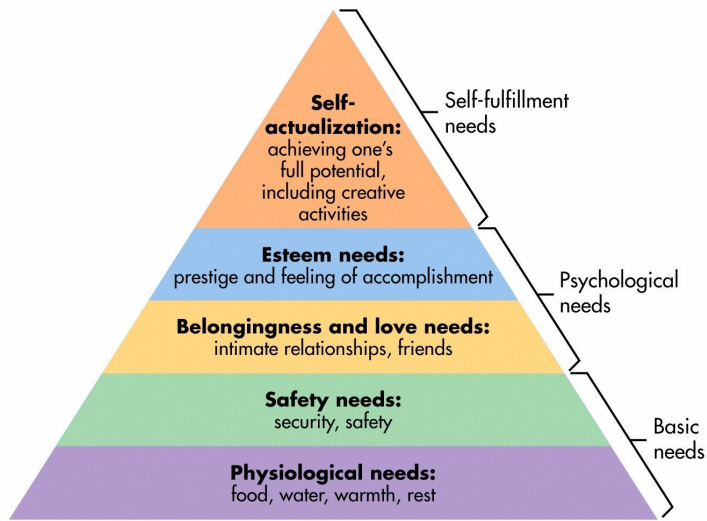 Self-
actualization:
achieving one's
full potential,
including creative
activities
Self-fulfillment
needs
Esteem needs:
prestige and feeling of accomplishment
Psychological
needs
Belongingness and love needs:
intimate relationships, friends
Safety needs:
security, safety
Basic
needs
Physiological needs:
food, water, warmth, rest